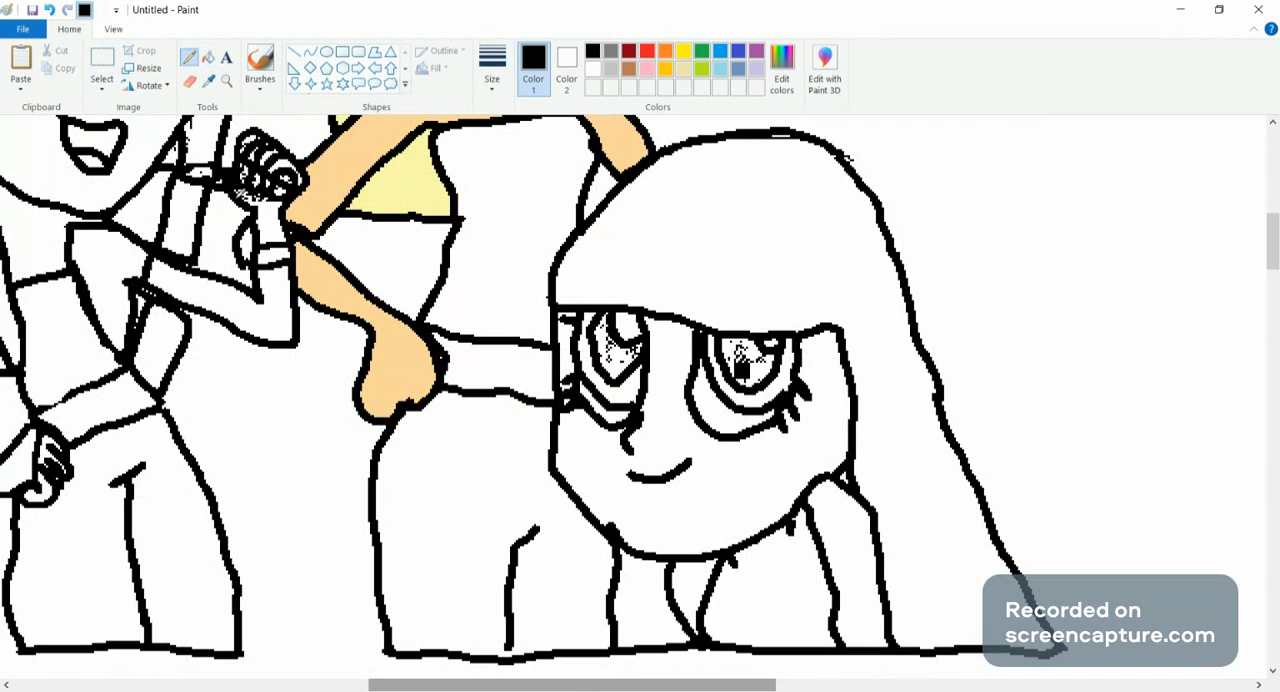 Untitled - Paint
File
Home
View
Paste
Cut
Copy
Clipboard
Select
Crop
Resize
Rotate
Image
A
Tools
Brushes
Outline
Fill
Shapes
Size
Color
1
Color
2
Edit
colors
Colors
Edit with
Paint 3D
Recorded on
screencapture.com